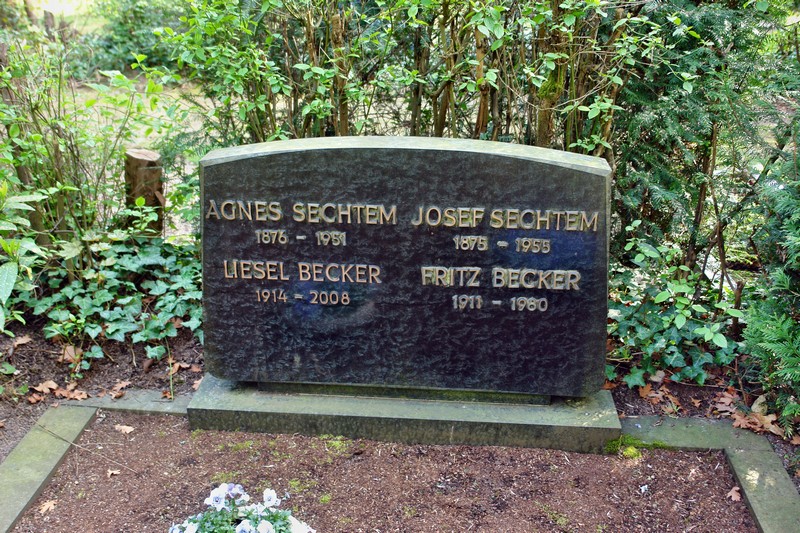 AGNES SECHTEM JOSEF SECHTEM
1876 - 1951 1875 - 1955
LIESEL BECKER FRITZ BECKER
1914 - 2008 1911 - 1980